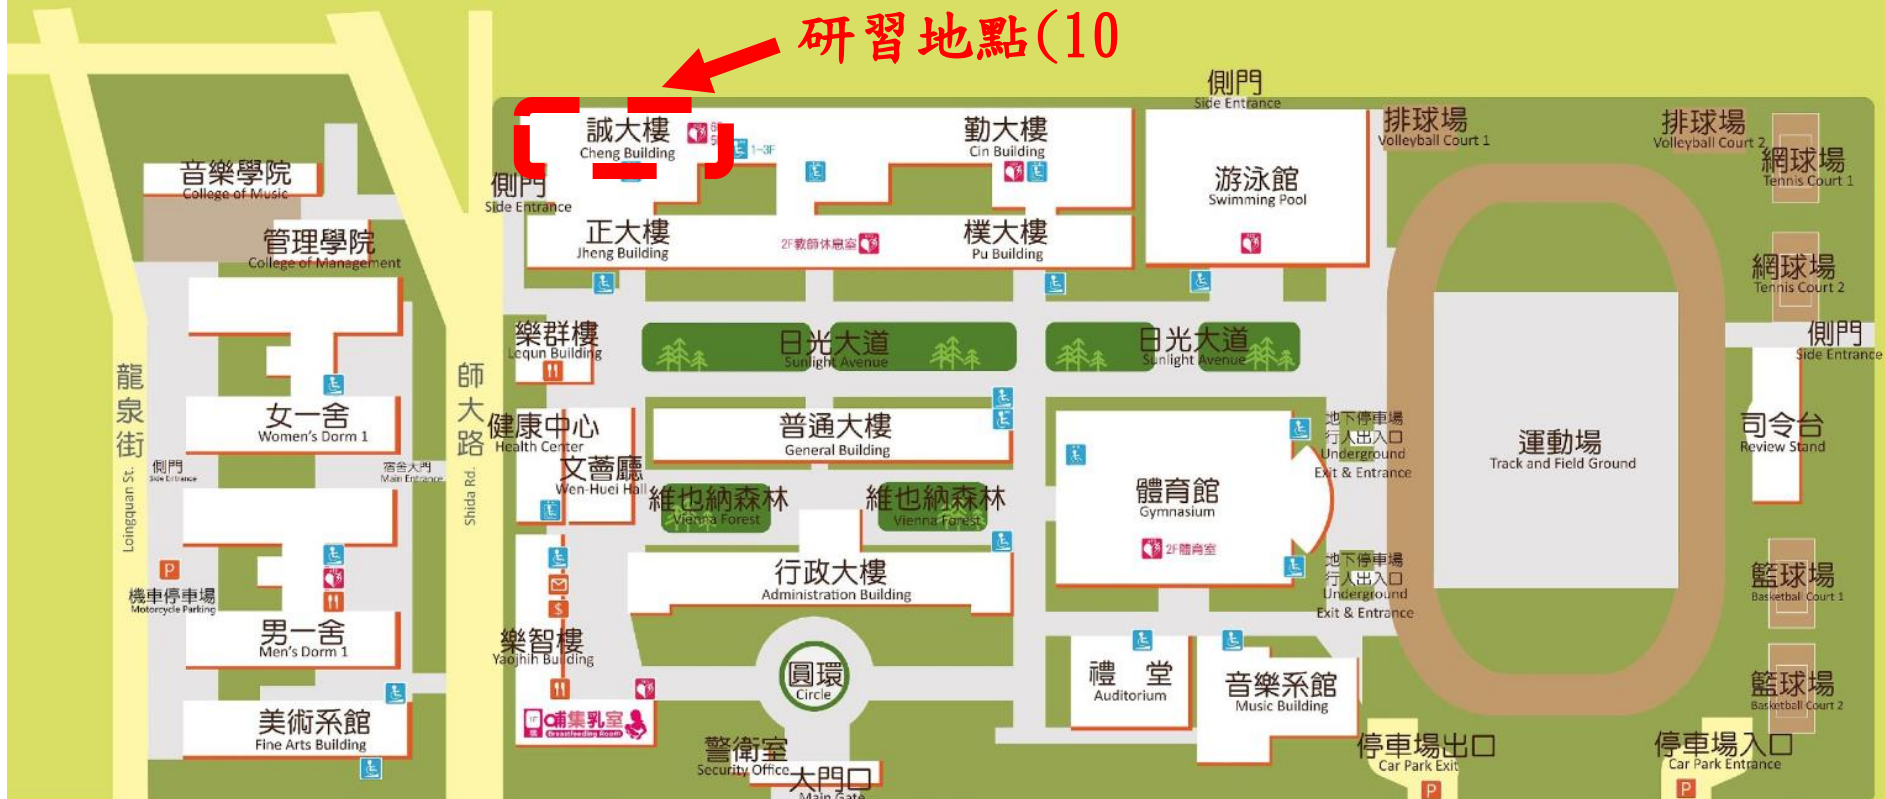 研習地點(10
側門
Side Entrance
誠大樓
Cheng Building
1~3F
勤大樓
Cin Building
排球場
Volleyball Court 1
排球場
Volleyball Court 2
網球場
Tennis Court 1
音樂學院
College of Music
側門
Side Entrance
游泳館
Swimming Pool
管理學院
College of Management
正大樓
Jheng Building
2F教師休息室
樸大樓
Pu Building
網球場
Tennis Court 2
樂群樓
Lequn Building
日光大道
Sunlight Avenue
日光大道
Sunlight Avenue
側門
Side Entrance
龍泉街
Loingquan St.
師大路
Shida Rd.
女一舍
Women's Dorm 1
健康中心
Health Center
普通大樓
General Building
地下停車場
行人出入口
Underground
Exit & Entrance
運動場
Track and Field Ground
司令台
Review Stand
側門
Side Entrance
宿舍大門
Main Entrance
文薈廳
Wen-Huei Hall
維也納森林
Vienna Forest
維也納森林
Vienna Forest
體育館
Gymnasium
2F體育室
P
機車停車場
Motorcycle Parking
行政大樓
Administration Building
$
地下停車場
行人出入口
Underground
Exit & Entrance
籃球場
Basketball Court 1
男一舍
Men's Dorm 1
樂智樓
Yaojhih Building
圓環
Circle
禮 堂
Auditorium
音樂系館
Music Building
籃球場
Basketball Court 2
美術系館
Fine Arts Building
哺集乳室
Breastfeeding Room
警衛室
Security Office
大門口
Main Gate
停車場出口
Car Park Exit
P
停車場入口
Car Park Entrance
P